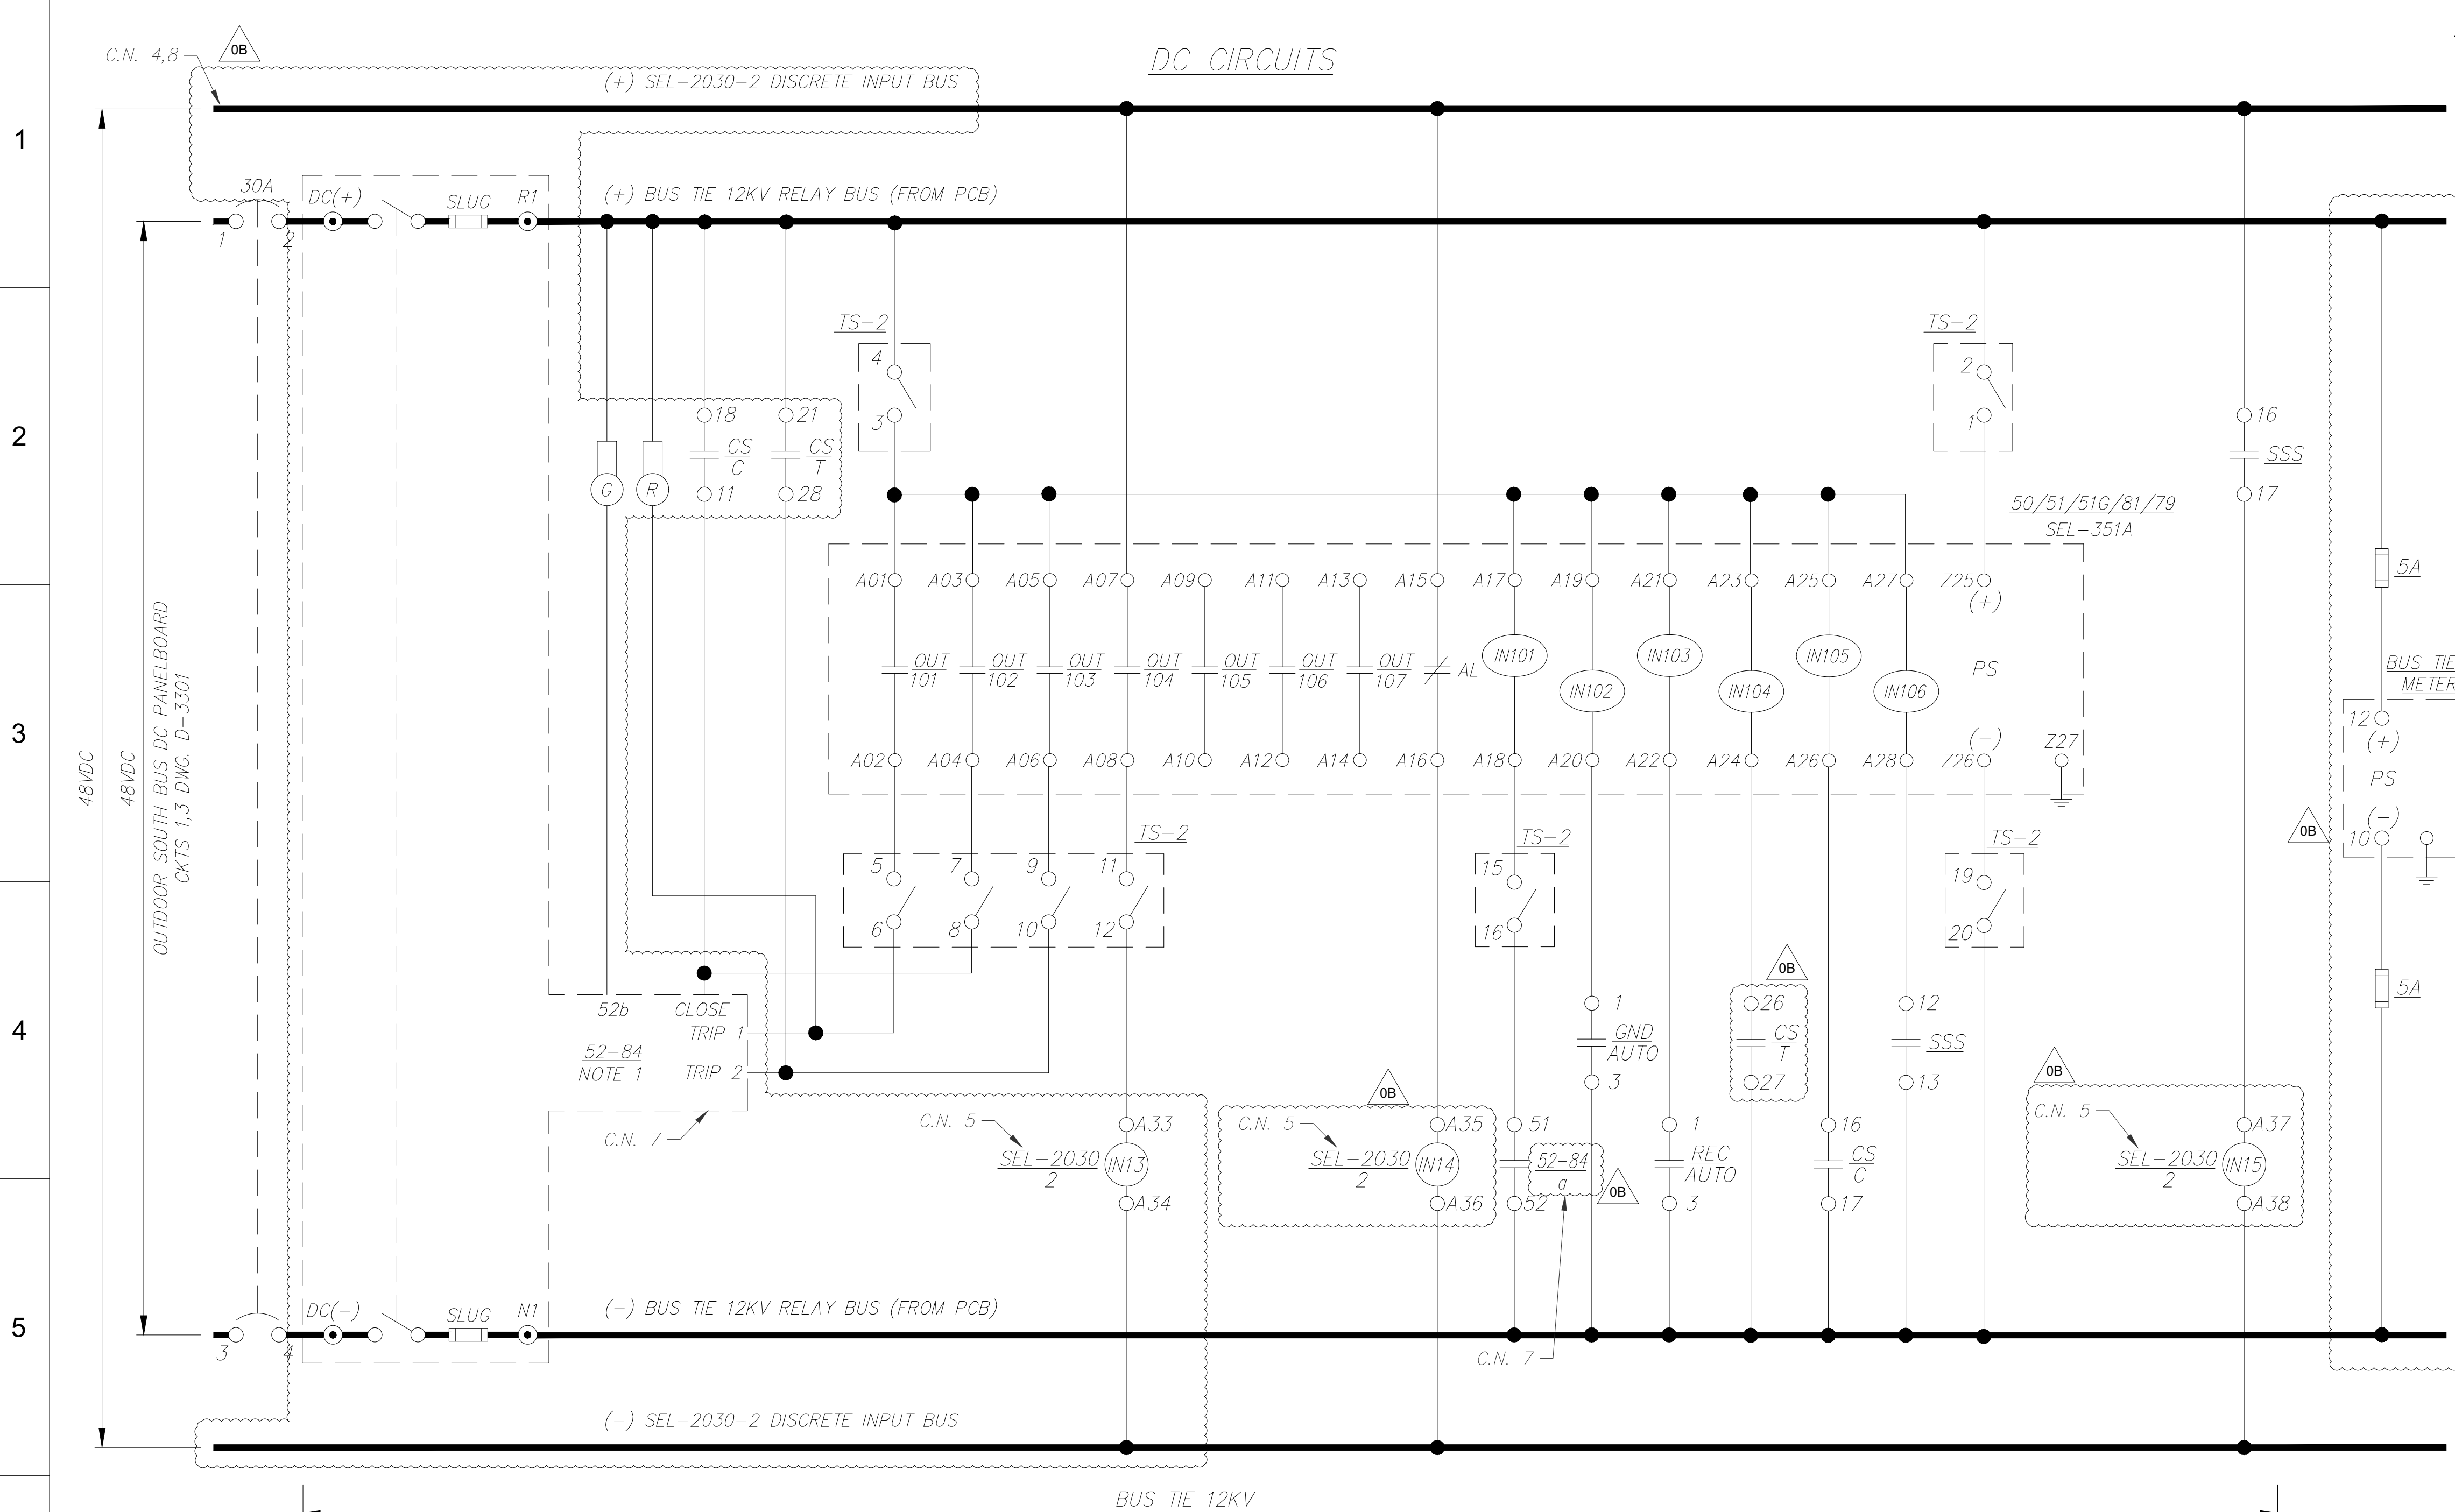 DC CIRCUITS
C.N. 4,8
0B
(+) SEL-2030-2 DISCRETE INPUT BUS
1
30A
DC(+)
SLUG
R1
(+) BUS TIE 12KV RELAY BUS (FROM PCB)
1
2
TS-2
4
3
TS-2
2
1
2
18
CS
C
11
21
CS
T
28
G
R
16
SSS
17
50/51/51G/81/79
SEL-351A
A01
A03
A05
A07
A09
A11
A13
A15
A17
A19
A21
A23
A25
A27
Z25
(+)
5A
OUT
101
OUT
102
OUT
103
OUT
104
OUT
105
OUT
106
OUT
107
AL
IN101
IN102
IN103
IN104
IN105
IN106
PS
BUS TIE
METER
3
48VDC
48VDC
OUTDOOR SOUTH BUS DC PANELBOARD
CKTS 1,3 DWG. D-3301
A02
A04
A06
A08
A10
A12
A14
A16
A18
A20
A22
A24
A26
A28
(-)
Z26
Z27
12
(+)
PS
(-)
10
0B
TS-2
5
7
9
11
6
8
10
12
TS-2
15
16
TS-2
19
20
5A
4
52b
CLOSE
TRIP 1
52-84
NOTE 1
TRIP 2
C.N. 7
1
GND
AUTO
3
0B
26
CS
T
27
12
SSS
13
C.N. 5
A33
SEL-2030
2
IN13
A34
0B
C.N. 5
A35
SEL-2030
2
IN14
A36
51
52-84
a
52
0B
1
REC
AUTO
3
16
CS
C
17
0B
C.N. 5
A37
SEL-2030
2
IN15
A38
5
DC(-)
SLUG
N1
(-) BUS TIE 12KV RELAY BUS (FROM PCB)
3
4
C.N. 7
(-) SEL-2030-2 DISCRETE INPUT BUS
BUS TIE 12KV